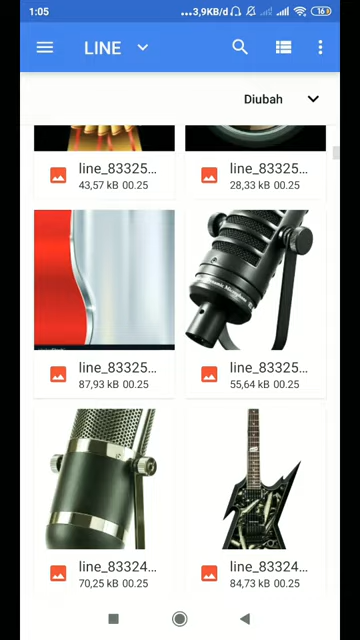 1:05
...3,9KB/d
16
LINE
Diubah
line_83325...
43,57 kB 00.25
line_83325...
28,33 kB 00.25
line_83325...
87,93 kB 00.25
line_83325...
55,64 kB 00.25
line_83324...
70,25 kB 00.25
line_83324...
84,73 kB 00.25